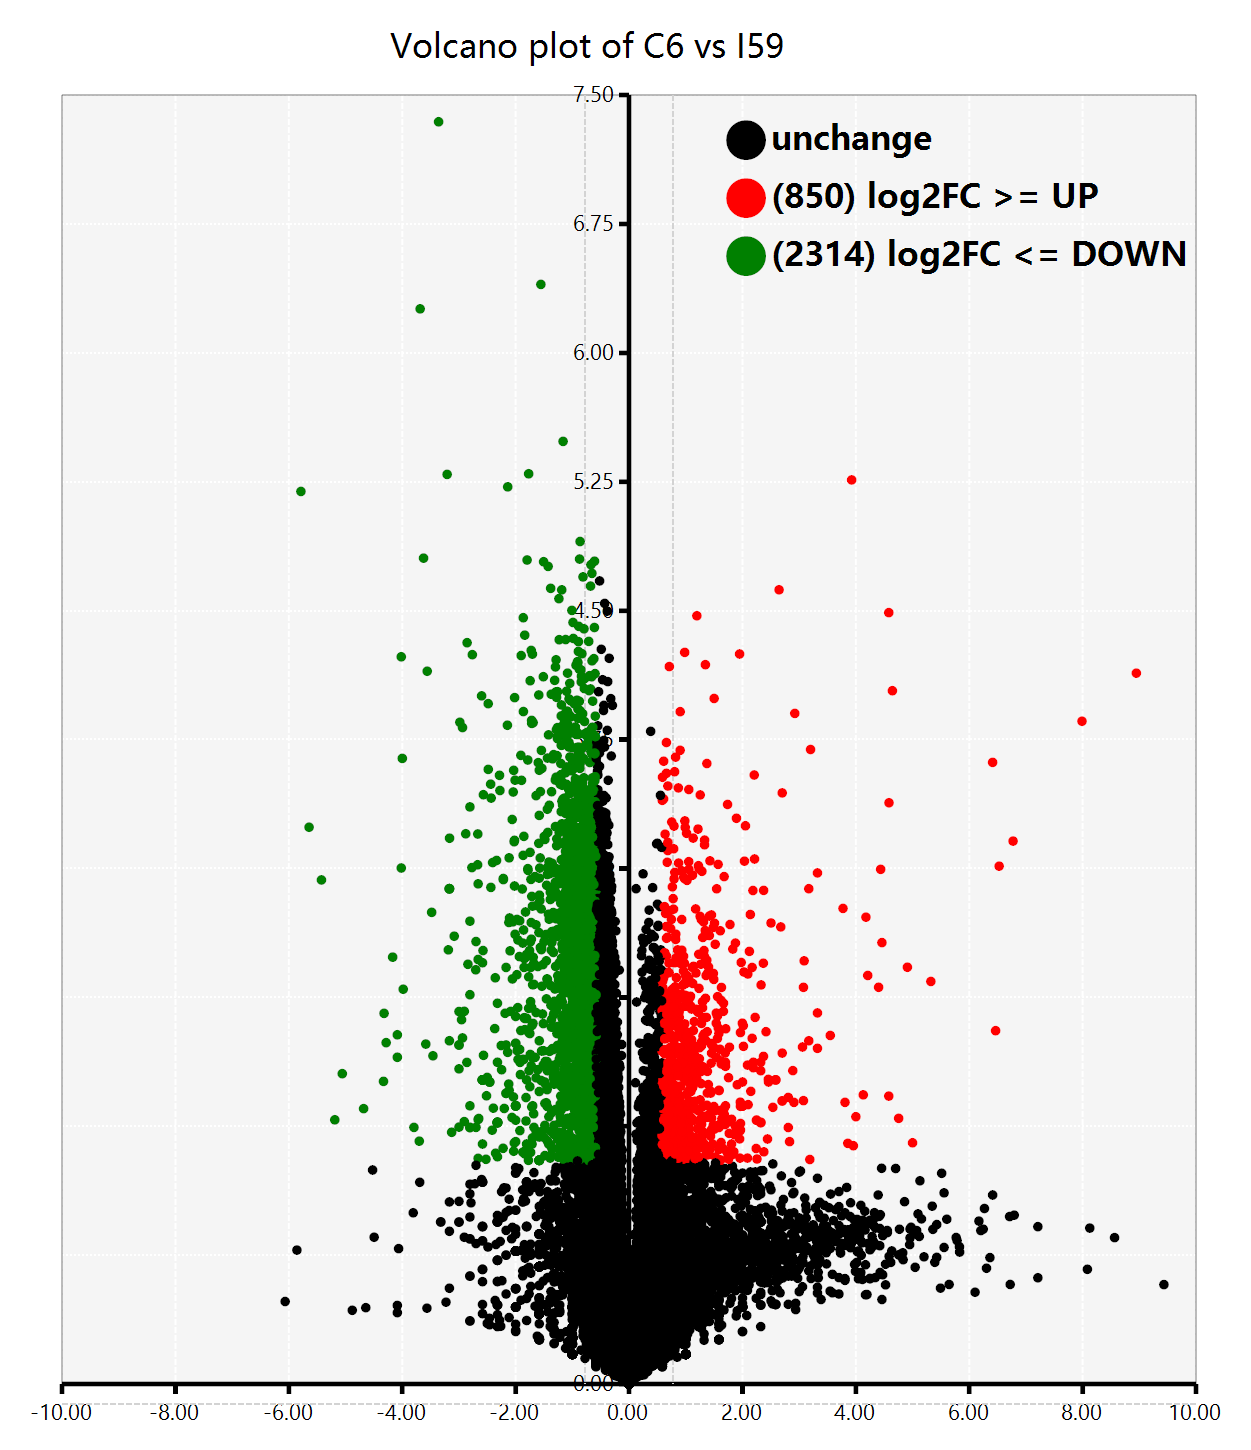 Volcano plot of C6 vs I59
7.50
unchange
(850) log2FC >= UP
6.75
(2314) log2FC <= DOWN
6.00
5.25
4.50
0.00
-10.00 -8.00 -6.00 -4.00 -2.00 0.00 2.00 4.00 6.00 8.00 10.00